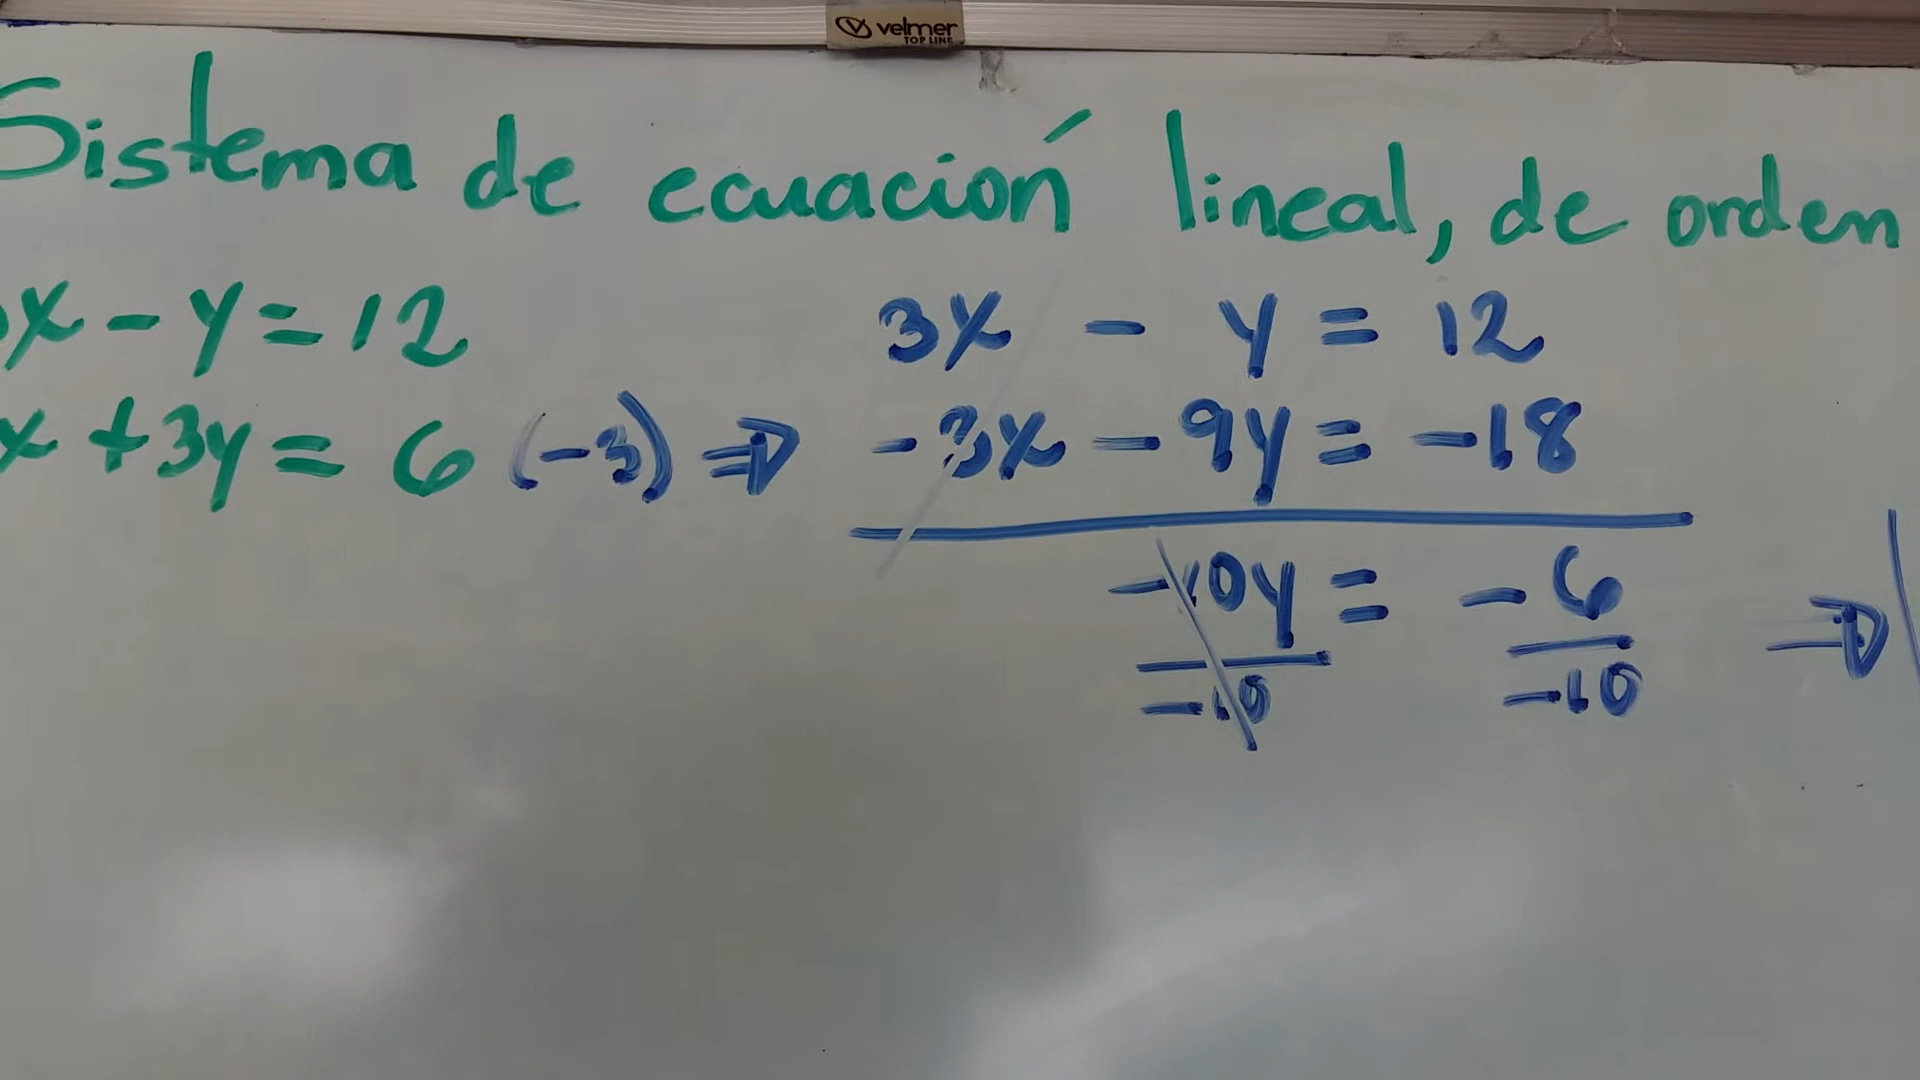 velmer
TOP LINE
Sistema de ecuación lineal, de orden
x - y = 12
3x - y = 12
x + 3y = 6 (-3) ⇒ -3x - 9y = -18
-10y = -6 ⇒
-10 -10